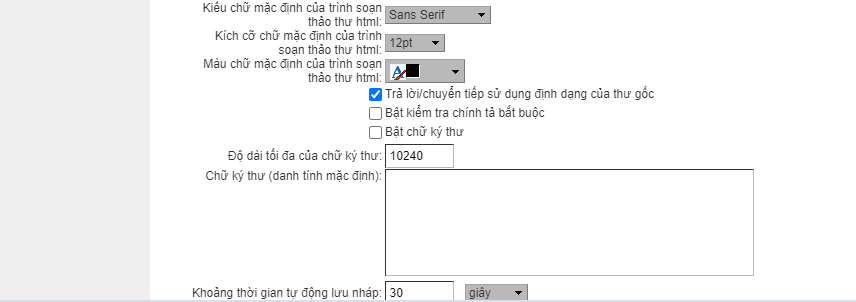 Kiểu chữ mặc định của trình soạn thảo thư html: Sans Serif
Kích cỡ chữ mặc định của trình soạn thảo thư html: 12pt
Màu chữ mặc định của trình soạn thảo thư html:
Trả lời/chuyển tiếp sử dụng định dạng của thư gốc
Bật kiểm tra chính tả bắt buộc
Bật chữ ký thư
Độ dài tối đa của chữ ký thư: 10240
Chữ ký thư (danh tính mặc định):
Khoảng thời gian tự động lưu nháp: 30 giây